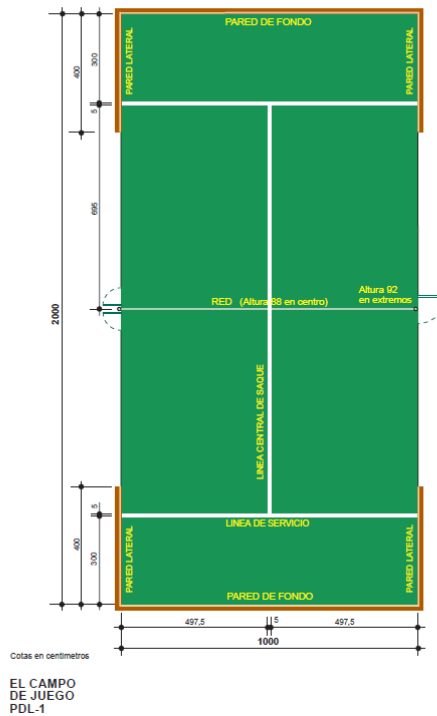 PARED DE FONDO
PARED LATERAL
PARED LATERAL
400
300
5
695
2000
RED (Altura 88 en centro)
Altura 92
en extremos
LINEA CENTRAL DE SAQUE
LINEA DE SERVICIO
400
5
300
PARED LATERAL
PARED LATERAL
PARED DE FONDO
497,5
5
497,5
1000
Cotas en centimetros
EL CAMPO
DE JUEGO
PDL-1